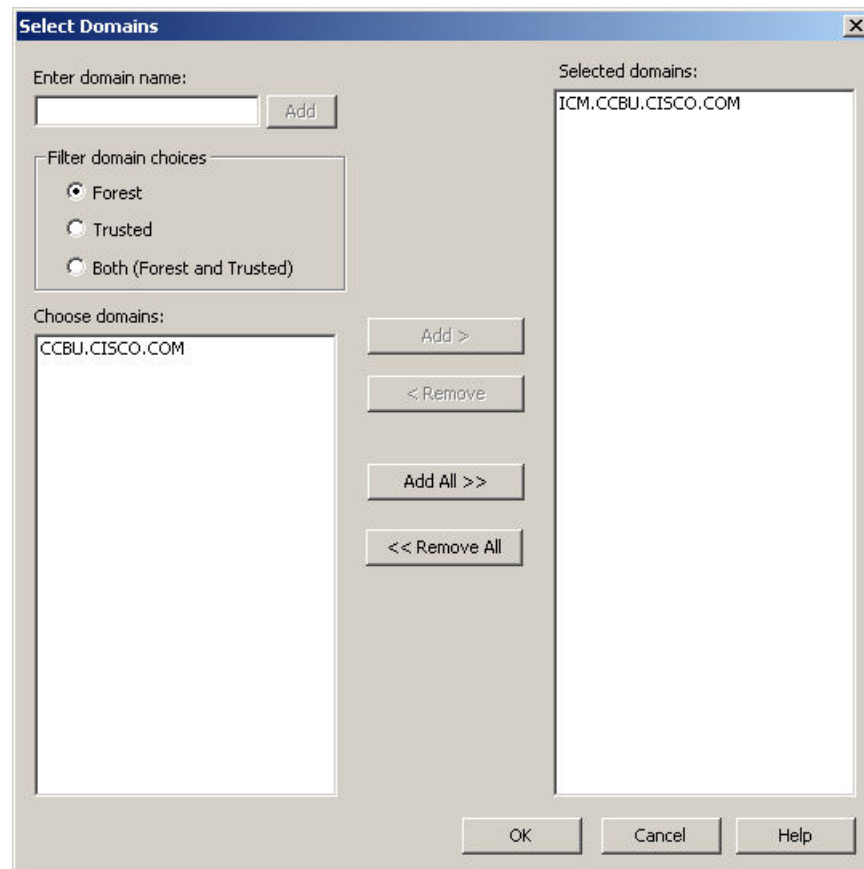 Select Domains
Enter domain name:
Add
Filter domain choices
Forest
Trusted
Both (Forest and Trusted)
Choose domains:
CCBU.CISCO.COM
Add >
< Remove
Add All >>
<< Remove All
Selected domains:
ICM.CCBU.CISCO.COM
OK
Cancel
Help